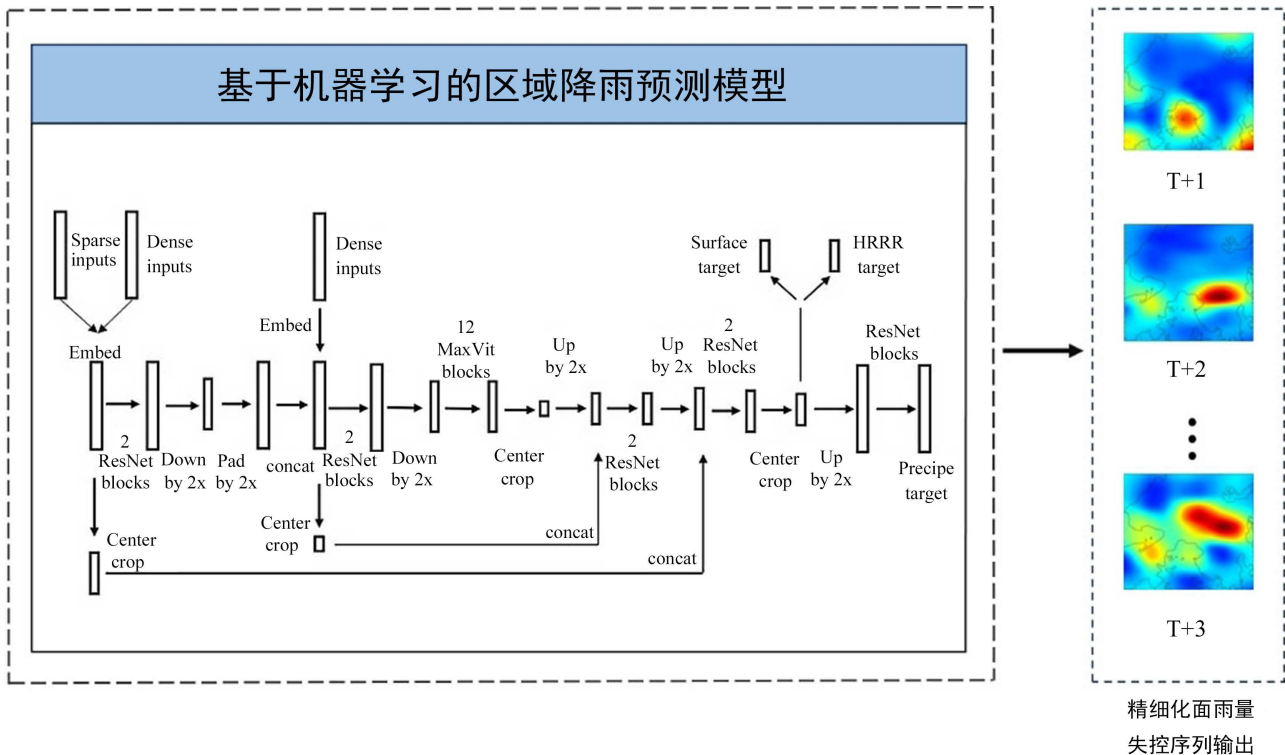 基于机器学习的区域降雨预测模型
Sparse
inputs
Dense
inputs
Dense
inputs
Surface
target
HRRR
target
Embed
Embed
12
MaxVit
blocks
Up
by 2x
Up
by 2x
2
ResNet
blocks
ResNet
blocks
2
ResNet
blocks
Down
by 2x
Pad
by 2x
concat
2
ResNet
blocks
Down
by 2x
Center
crop
2
ResNet
blocks
Center
crop
Up
by 2x
Precipe
target
Center
crop
Center
crop
concat
concat
T+1
T+2
T+3
精细化面雨量
失控序列输出